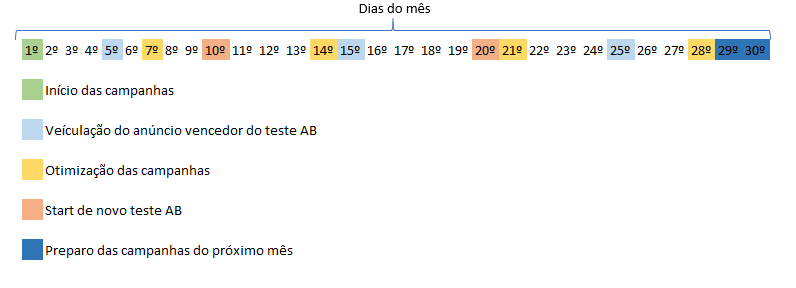 Dias do mês
1º 2º 3º 4º 5º 6º 7º 8º 9º 10º 11º 12º 13º 14º 15º 16º 17º 18º 19º 20º 21º 22º 23º 24º 25º 26º 27º 28º 29º 30º
Início das campanhas
Veículação do anúncio vencedor do teste AB
Otimização das campanhas
Start de novo teste AB
Preparo das campanhas do próximo mês